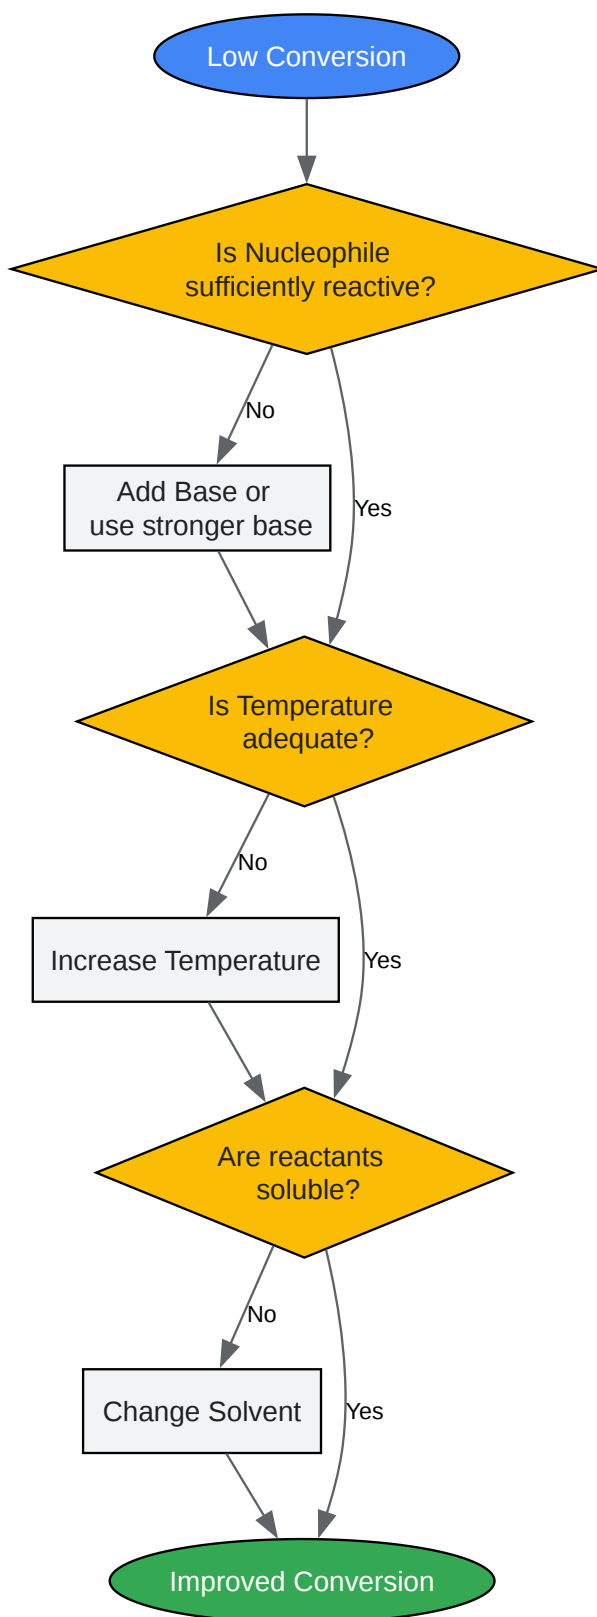 Low Conversion
Is Nucleophile
sufficiently reactive?
No
Add Base or
use stronger base
Yes
Is Temperature
adequate?
No
Increase Temperature
Yes
Are reactants
soluble?
No
Change Solvent
Yes
Improved Conversion